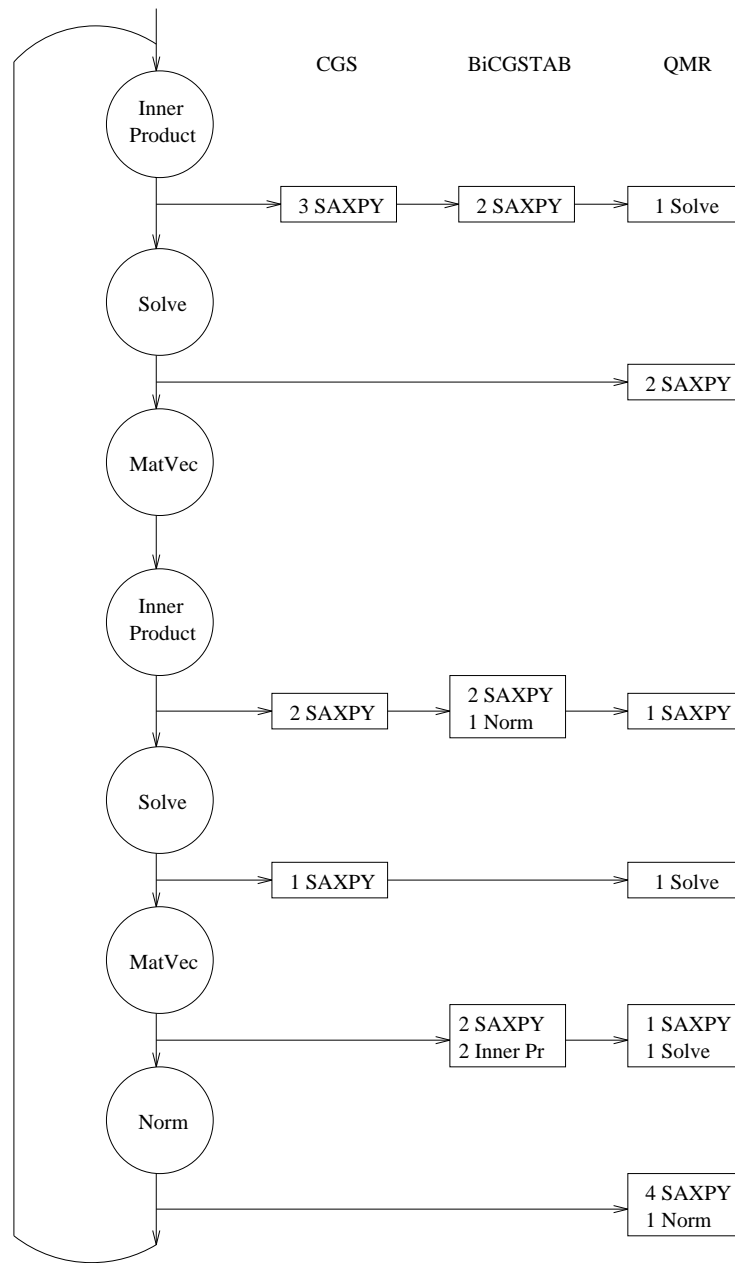 CGS BiCGSTAB QMR
Inner
Product
3 SAXPY 2 SAXPY 1 Solve
Solve
2 SAXPY
MatVec
Inner
Product
2 SAXPY 2 SAXPY 1 SAXPY
1 Norm
Solve
1 SAXPY 1 Solve
MatVec
2 SAXPY 1 SAXPY
2 Inner Pr 1 Solve
Norm
4 SAXPY
1 Norm